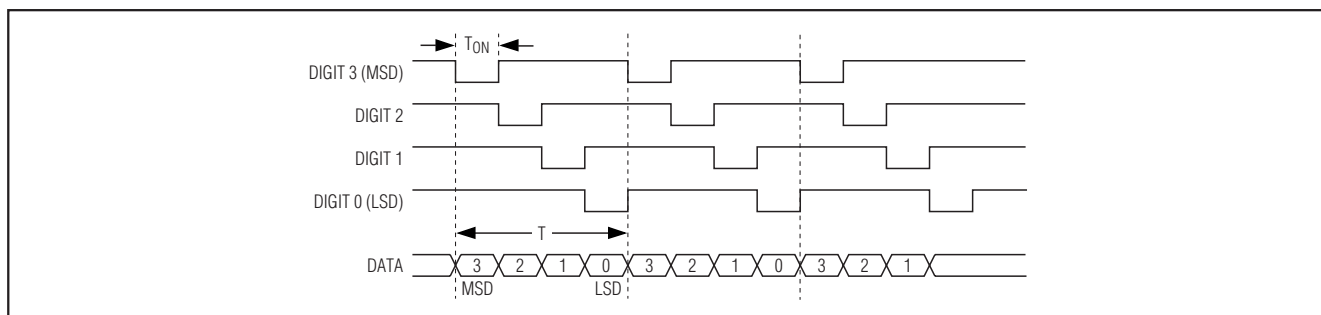 TON
DIGIT 3 (MSD)
DIGIT 2
DIGIT 1
DIGIT 0 (LSD)
T
DATA 3 2 1 0 3 2 1 0 3 2 1
MSD LSD